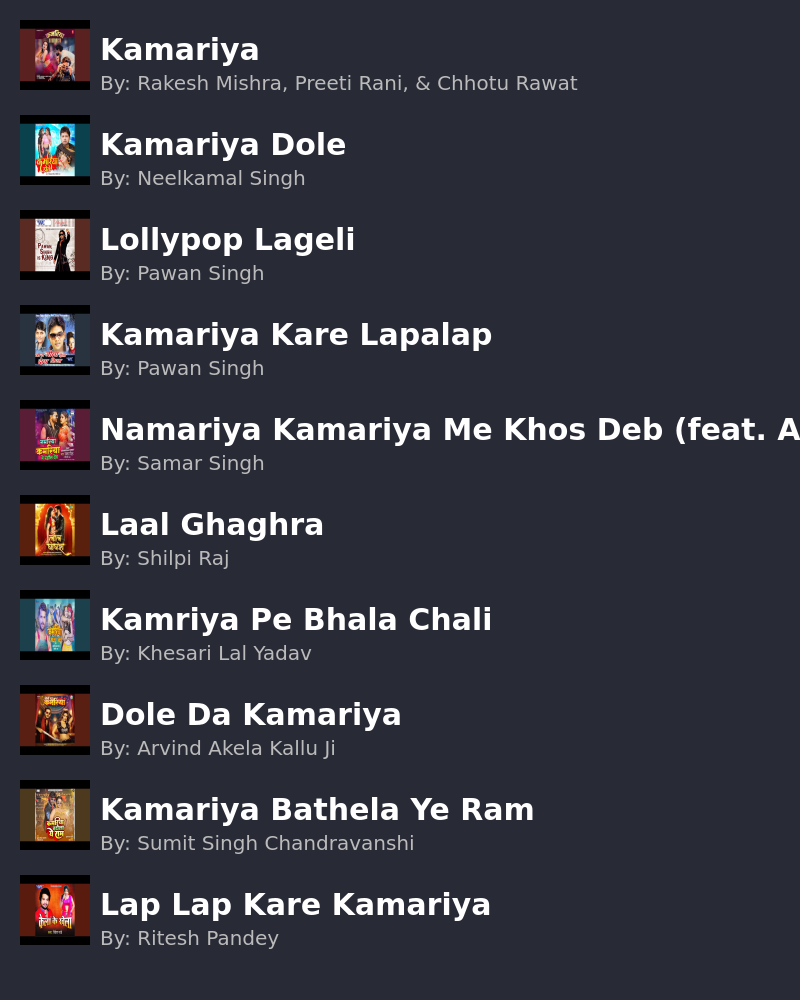 Kamariya
By: Rakesh Mishra, Preeti Rani, & Chhotu Rawat
Kamariya Dole
By: Neelkamal Singh
Lollypop Lageli
By: Pawan Singh
Kamariya Kare Lapalap
By: Pawan Singh
Namariya Kamariya Me Khos Deb (feat. A
By: Samar Singh
Laal Ghaghra
By: Shilpi Raj
Kamriya Pe Bhala Chali
By: Khesari Lal Yadav
Dole Da Kamariya
By: Arvind Akela Kallu Ji
Kamariya Bathela Ye Ram
By: Sumit Singh Chandravanshi
Lap Lap Kare Kamariya
By: Ritesh Pandey